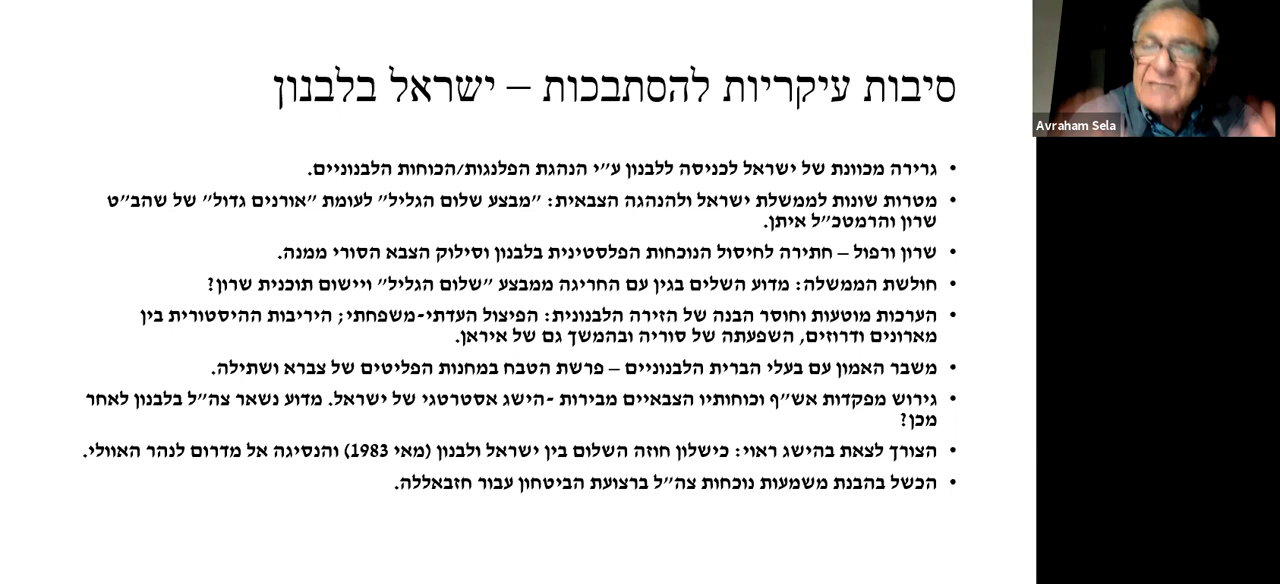 סיבות עיקריות להסתבכות – ישראל בלבנון
• גרירה מכוונת של ישראל לכניסה ללבנון ע"י הנהגת הפלנגות/הכוחות הלבנוניים.
• מטרות שונות לממשלת ישראל ולהנהגה הצבאית: "מבצע שלום הגליל" לעומת "אורנים גדול" של שהב"ט
שרון והרמטכ"ל איתן.
• שרון ורפול – חתירה לחיסול הנוכחות הפלסטינית בלבנון וסילוק הצבא הסורי ממנה.
• חולשת הממשלה: מדוע השלים בגין עם החריגה ממבצע "שלום הגליל" ויישום תוכנית שרון?
• הערכות מוטעות וחוסר הבנה של הזירה הלבנונית: הפיצול העדתי-משפחתי; היריבות ההיסטורית בין
מארונים ודרוזים, השפעתה של סוריה ובהמשך גם של איראן.
• משבר האמון עם בעלי הברית הלבנוניים – פרשת הטבח במחנות הפליטים של צברא ושתילה.
• גירוש מפקדות אש"ף וכוחותיו הצבאיים מבירות -הישג אסטרטגי של ישראל. מדוע נשאר צה"ל בלבנון לאחר
מכן?
• הצורך לצאת בהישג ראוי: כישלון חוזה השלום בין ישראל ולבנון (מאי 1983) והנסיגה אל מדרום לנהר האוולי.
• הכשל בהבנת משמעות נוכחות צה"ל ברצועת הביטחון עבור חזבאללה.
Avraham Sela